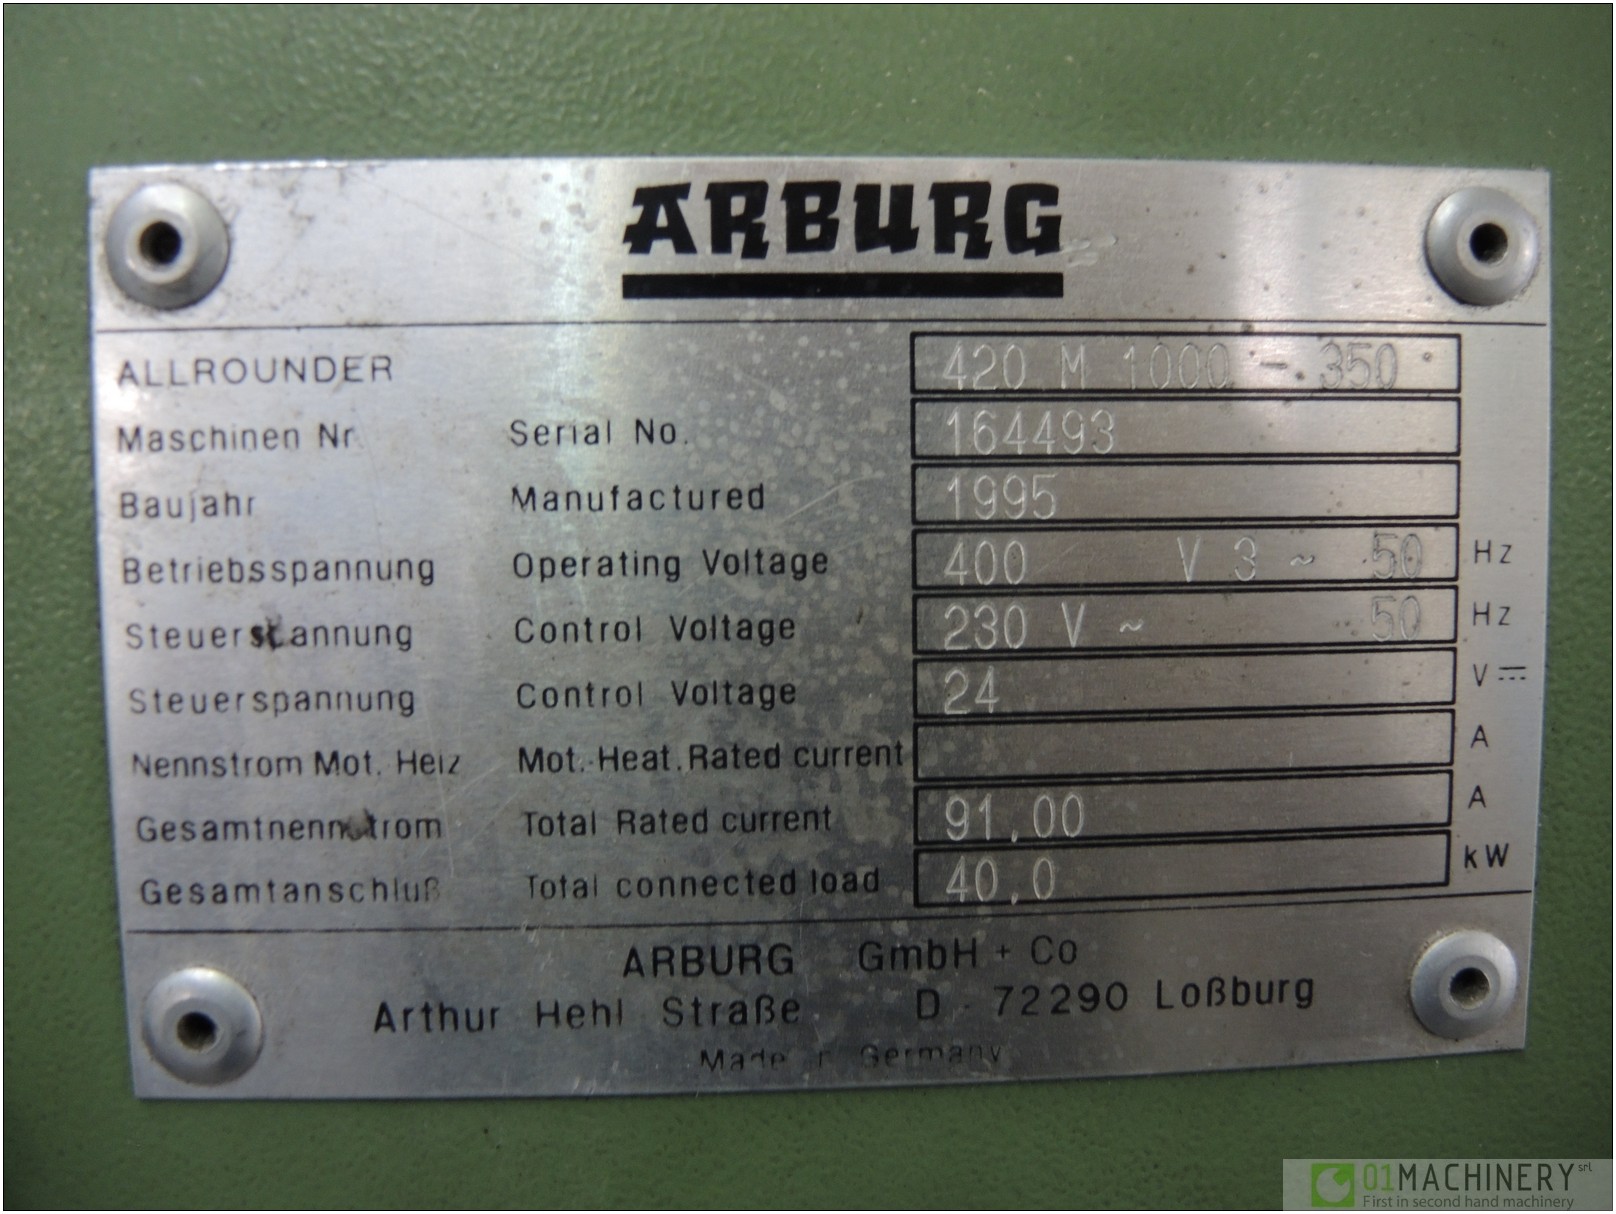 ARBURG
ALLROUNDER 420 M 1000 - 350
Maschinen Nr. Serial No. 164493
Baujahr Manufactured 1995
Betriebsspannung Operating Voltage 400 V 3 ~ 50 Hz
Steuerspannung Control Voltage 230 V ~ 50 Hz
Steuerspannung Control Voltage 24 V ⎓
Nennstrom Mot. Heiz Mot.-Heat. Rated current A
Gesamtnennstrom Total Rated current 91,00 A
Gesamtanschluß Total connected load 40,0 kW
ARBURG GmbH + Co
Arthur Hehl Straße D - 72290 Loßburg
Made in Germany
01MACHINERY srl
First in second hand machinery